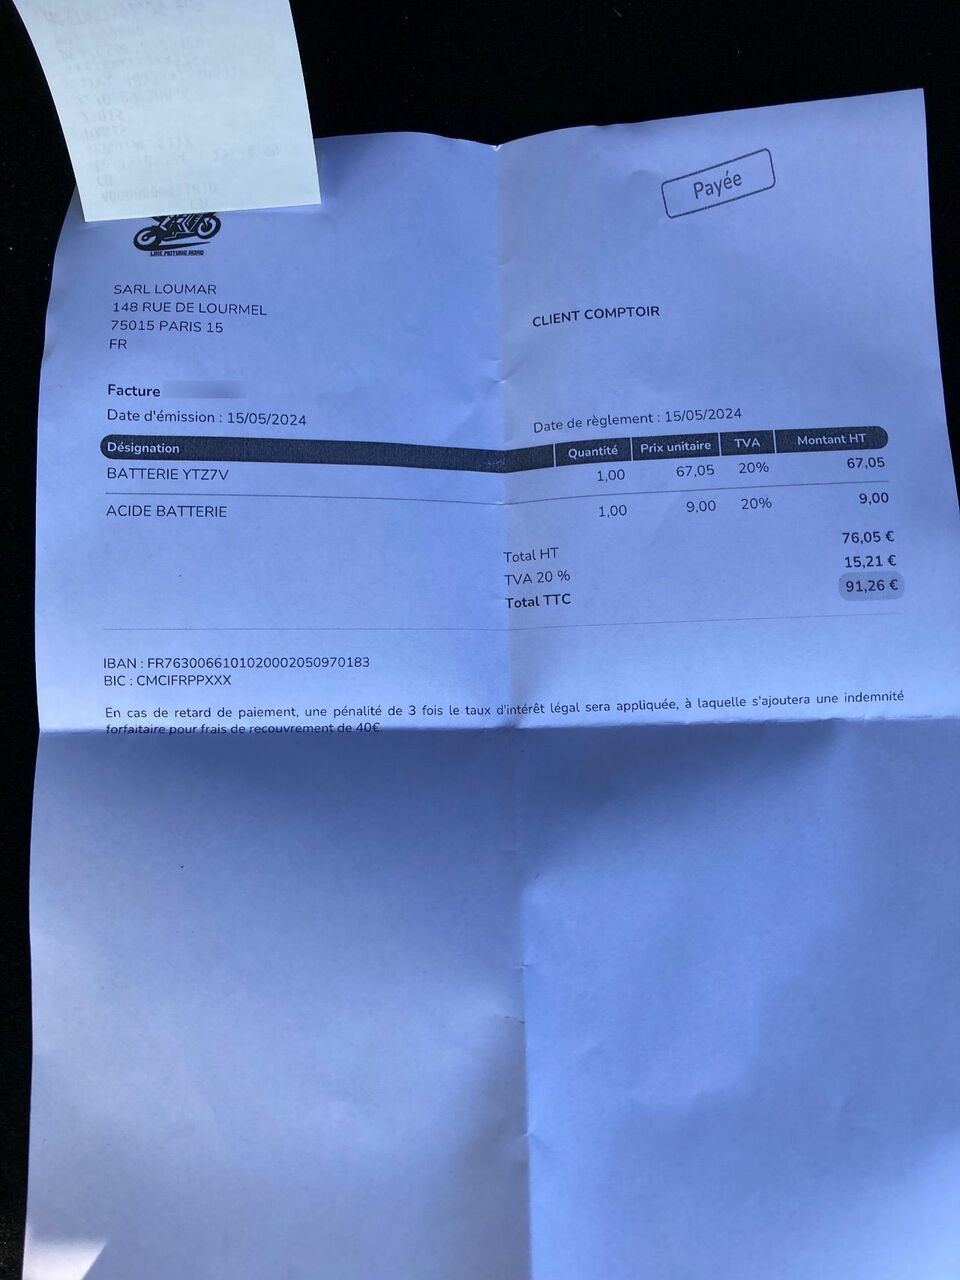 Payée
SARL LOUMAR
148 RUE DE LOURMEL
75015 PARIS 15
FR
CLIENT COMPTOIR
Facture
Date d'émission : 15/05/2024
Date de règlement : 15/05/2024
Désignation Quantité Prix unitaire TVA Montant HT
BATTERIE YTZ7V 1,00 67,05 20% 67,05
ACIDE BATTERIE 1,00 9,00 20% 9,00
Total HT 76,05 €
TVA 20 % 15,21 €
Total TTC 91,26 €
IBAN : FR7630066101020002050970183
BIC : CMCIFRPPXXX
En cas de retard de paiement, une pénalité de 3 fois le taux d'intérêt légal sera appliquée, à laquelle s'ajoutera une indemnité
forfaitaire pour frais de recouvrement de 40€.